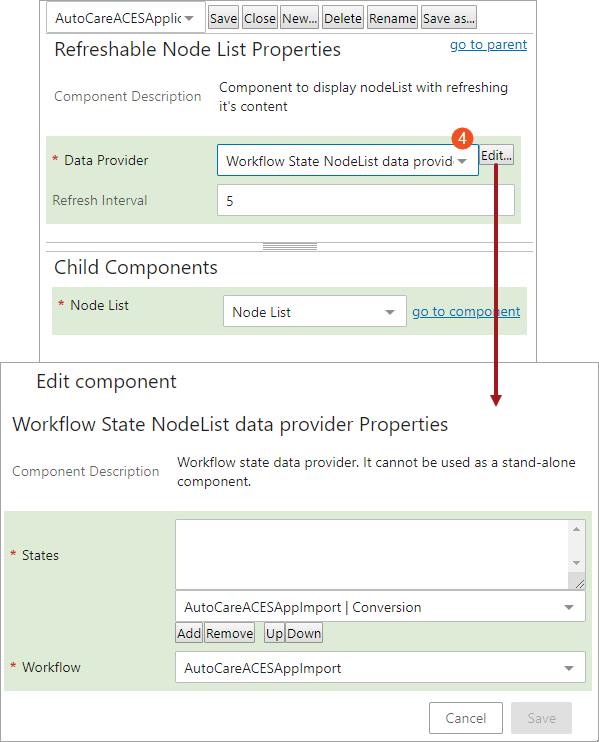 AutoCareACESApplic Save Close New... Delete Rename Save as...
Refreshable Node List Properties go to parent
Component Description Component to display nodeList with refreshing
it's content
4
* Data Provider Workflow State NodeList data provid Edit...
Refresh Interval 5
Child Components
* Node List Node List go to component
Edit component
Workflow State NodeList data provider Properties
Component Description Workflow state data provider. It cannot be used as a stand-alone
component.
* States
AutoCareACESAppImport | Conversion
Add Remove Up Down
* Workflow AutoCareACESAppImport
Cancel Save